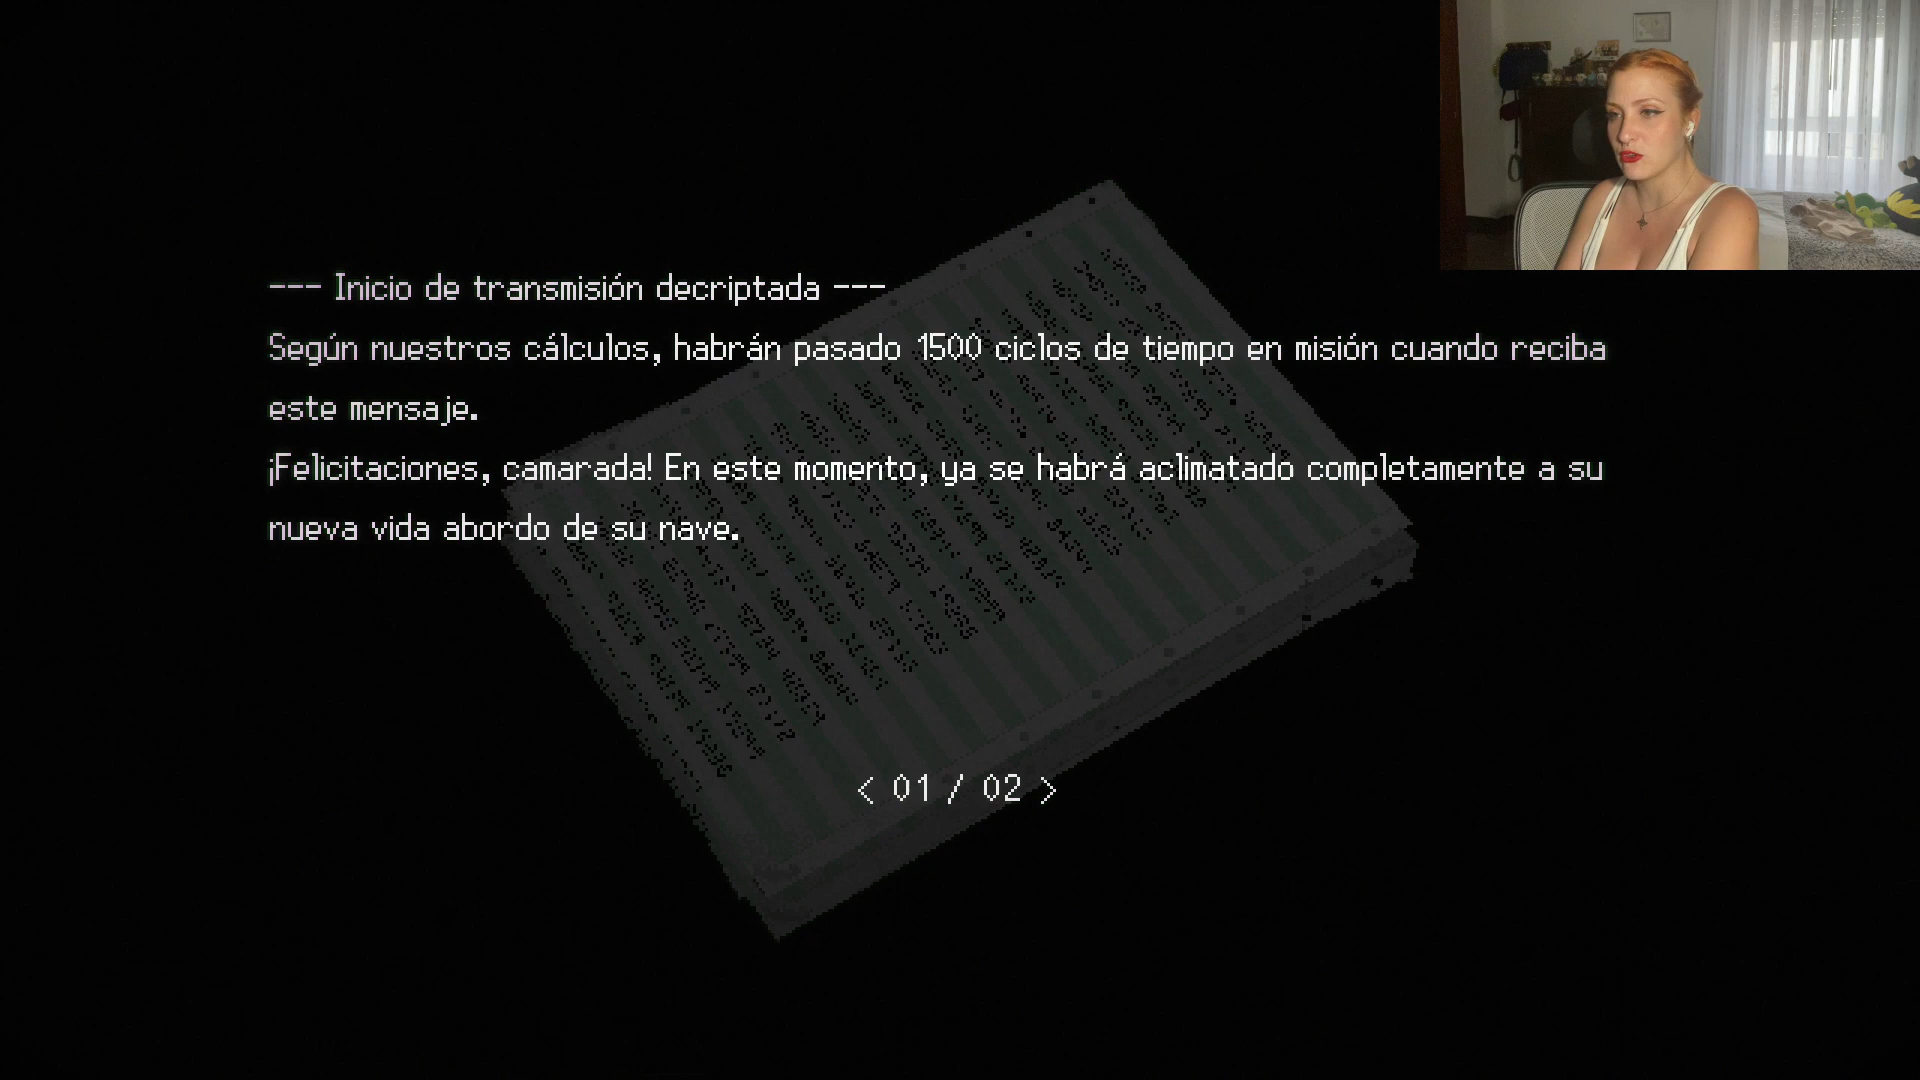 --- Inicio de transmisión decriptada ---
Según nuestros cálculos, habrán pasado 1500 ciclos de tiempo en misión cuando reciba
este mensaje.
¡Felicitaciones, camarada! En este momento, ya se habrá aclimatado completamente a su
nueva vida abordo de su nave.
< 01 / 02 >